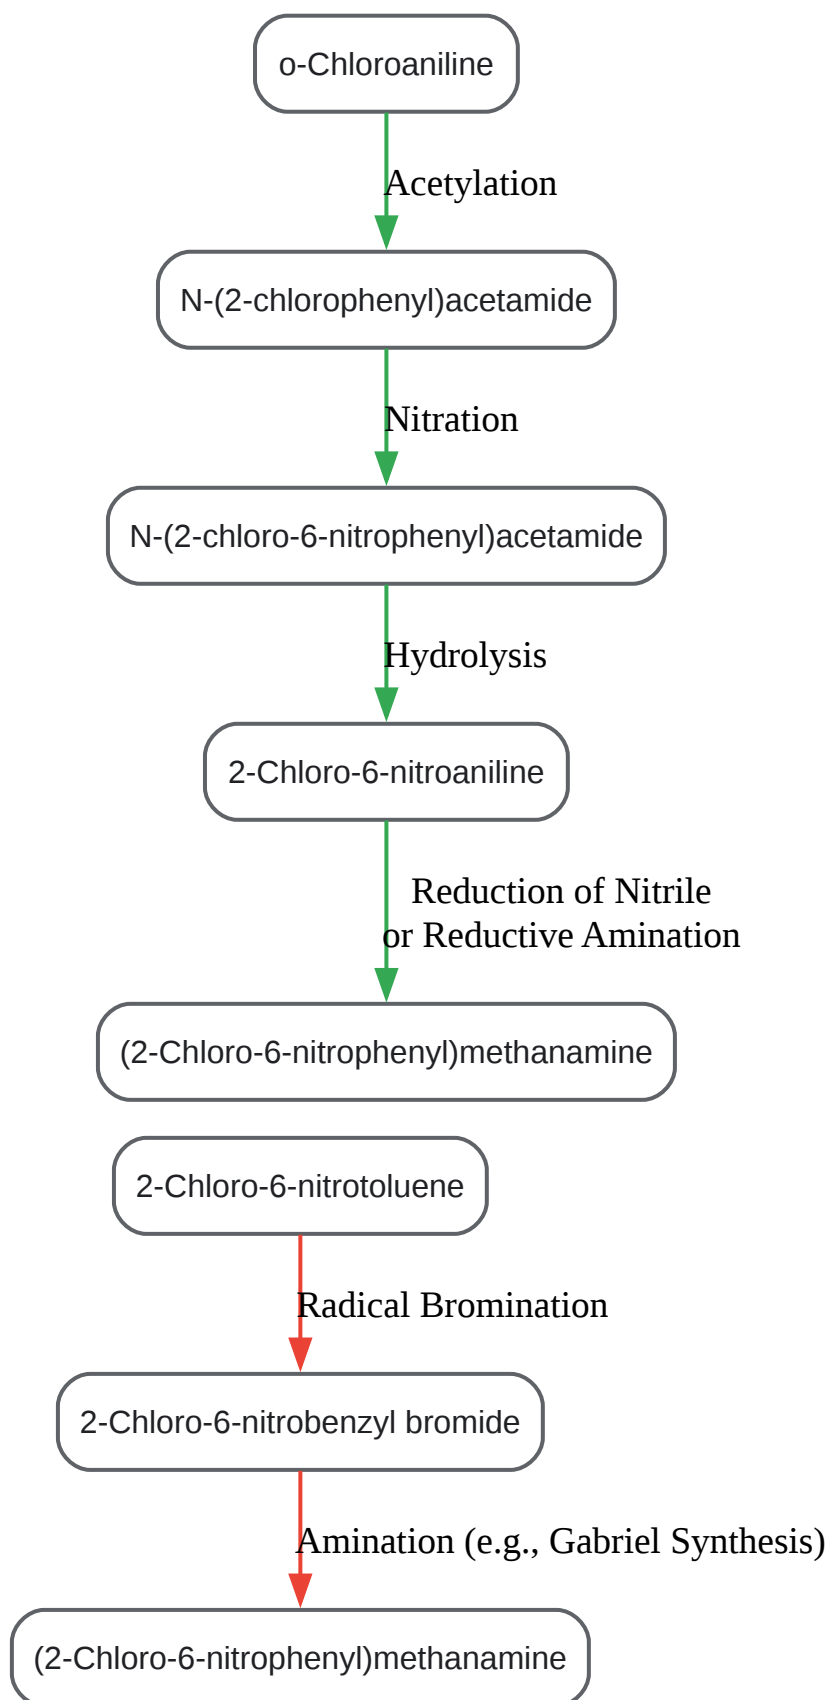 o-Chloroaniline
Acetylation
N-(2-chlorophenyl)acetamide
Nitration
N-(2-chloro-6-nitrophenyl)acetamide
Hydrolysis
2-Chloro-6-nitroaniline
Reduction of Nitrile
or Reductive Amination
(2-Chloro-6-nitrophenyl)methanamine
2-Chloro-6-nitrotoluene
Radical Bromination
2-Chloro-6-nitrobenzyl bromide
Amination (e.g., Gabriel Synthesis)
(2-Chloro-6-nitrophenyl)methanamine